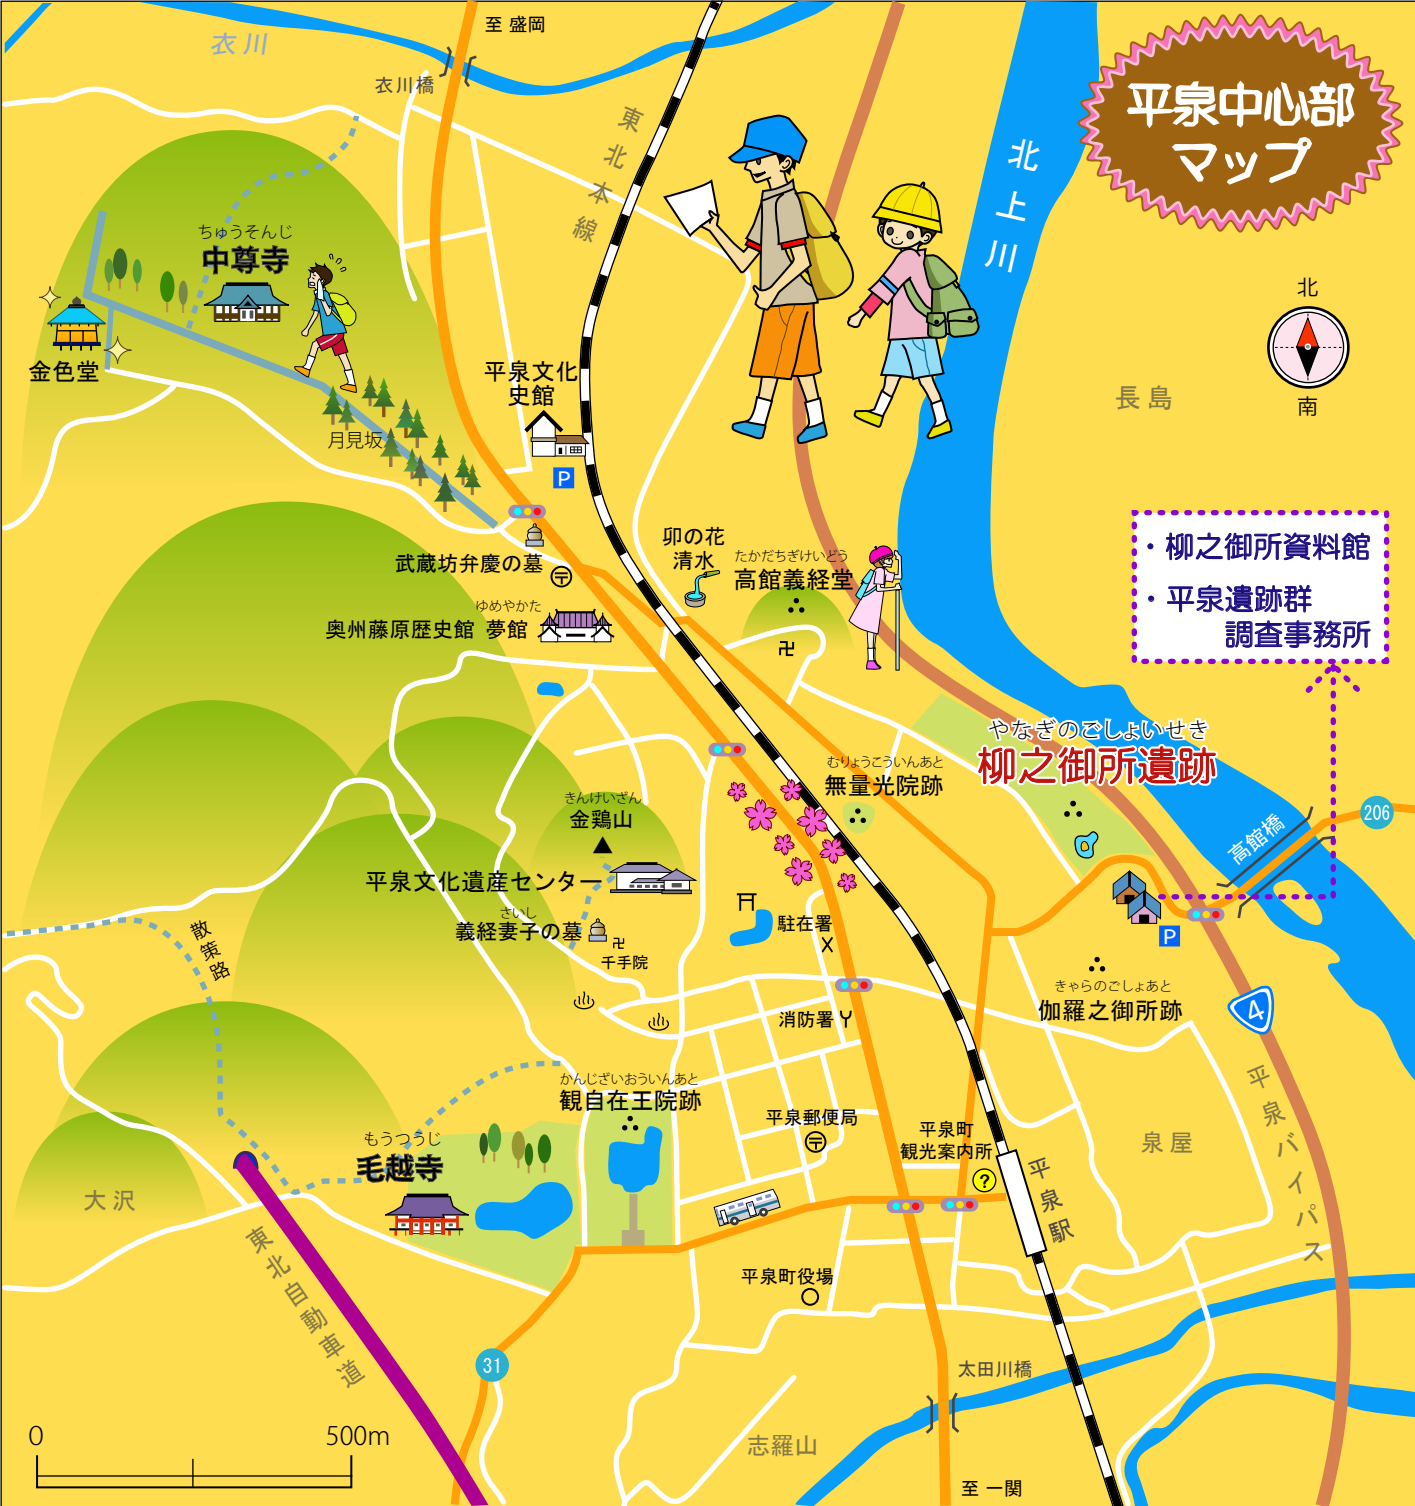 平泉中心部
マップ
至 盛岡
衣川
衣川橋
東北本線
北上川
北
南
長島
ちゅうそんじ
中尊寺
金色堂
月見坂
平泉文化
史館
P
武蔵坊弁慶の墓
ゆめやかた
奥州藤原歴史館 夢館
卯の花
清水
たかだちぎけいどう
高館義経堂
卍
・柳之御所資料館
・平泉遺跡群
調査事務所
やなぎのごしょいせき
柳之御所遺跡
むりょうこういんあと
無量光院跡
高館橋
206
きんけいざん
金鶏山
平泉文化遺産センター
さいし
義経妻子の墓
卍
千手院
駐在署
X
消防署
Y
散策路
P
きゃらのごしょあと
伽羅之御所跡
4
平泉バイパス
泉屋
かんじざいおういんあと
観自在王院跡
平泉郵便局
〒
平泉町
観光案内所
?
平泉駅
もうつうじ
毛越寺
大沢
東北自動車道
平泉町役場
31
太田川橋
志羅山
至 一関
0
500m